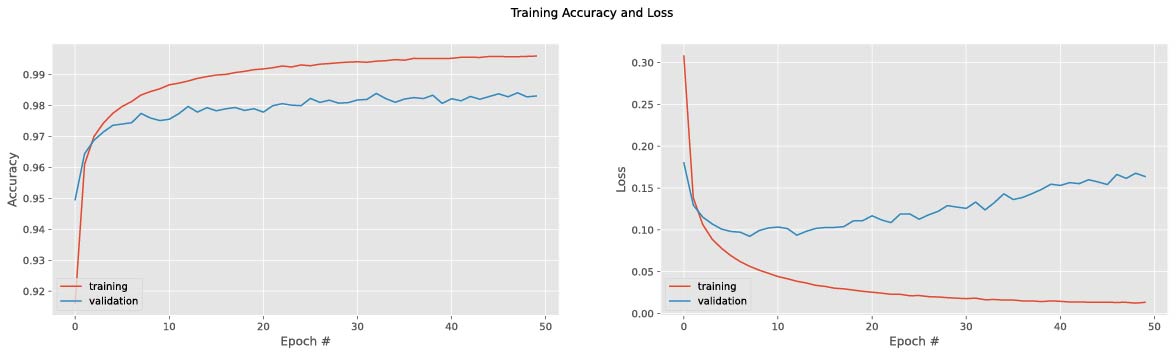 Training Accuracy and Loss
Accuracy
0.99
0.98
0.97
0.96
0.95
0.94
0.93
0.92
training
validation
0 10 20 30 40 50
Epoch #
Loss
0.30
0.25
0.20
0.15
0.10
0.05
0.00
training
validation
0 10 20 30 40 50
Epoch #